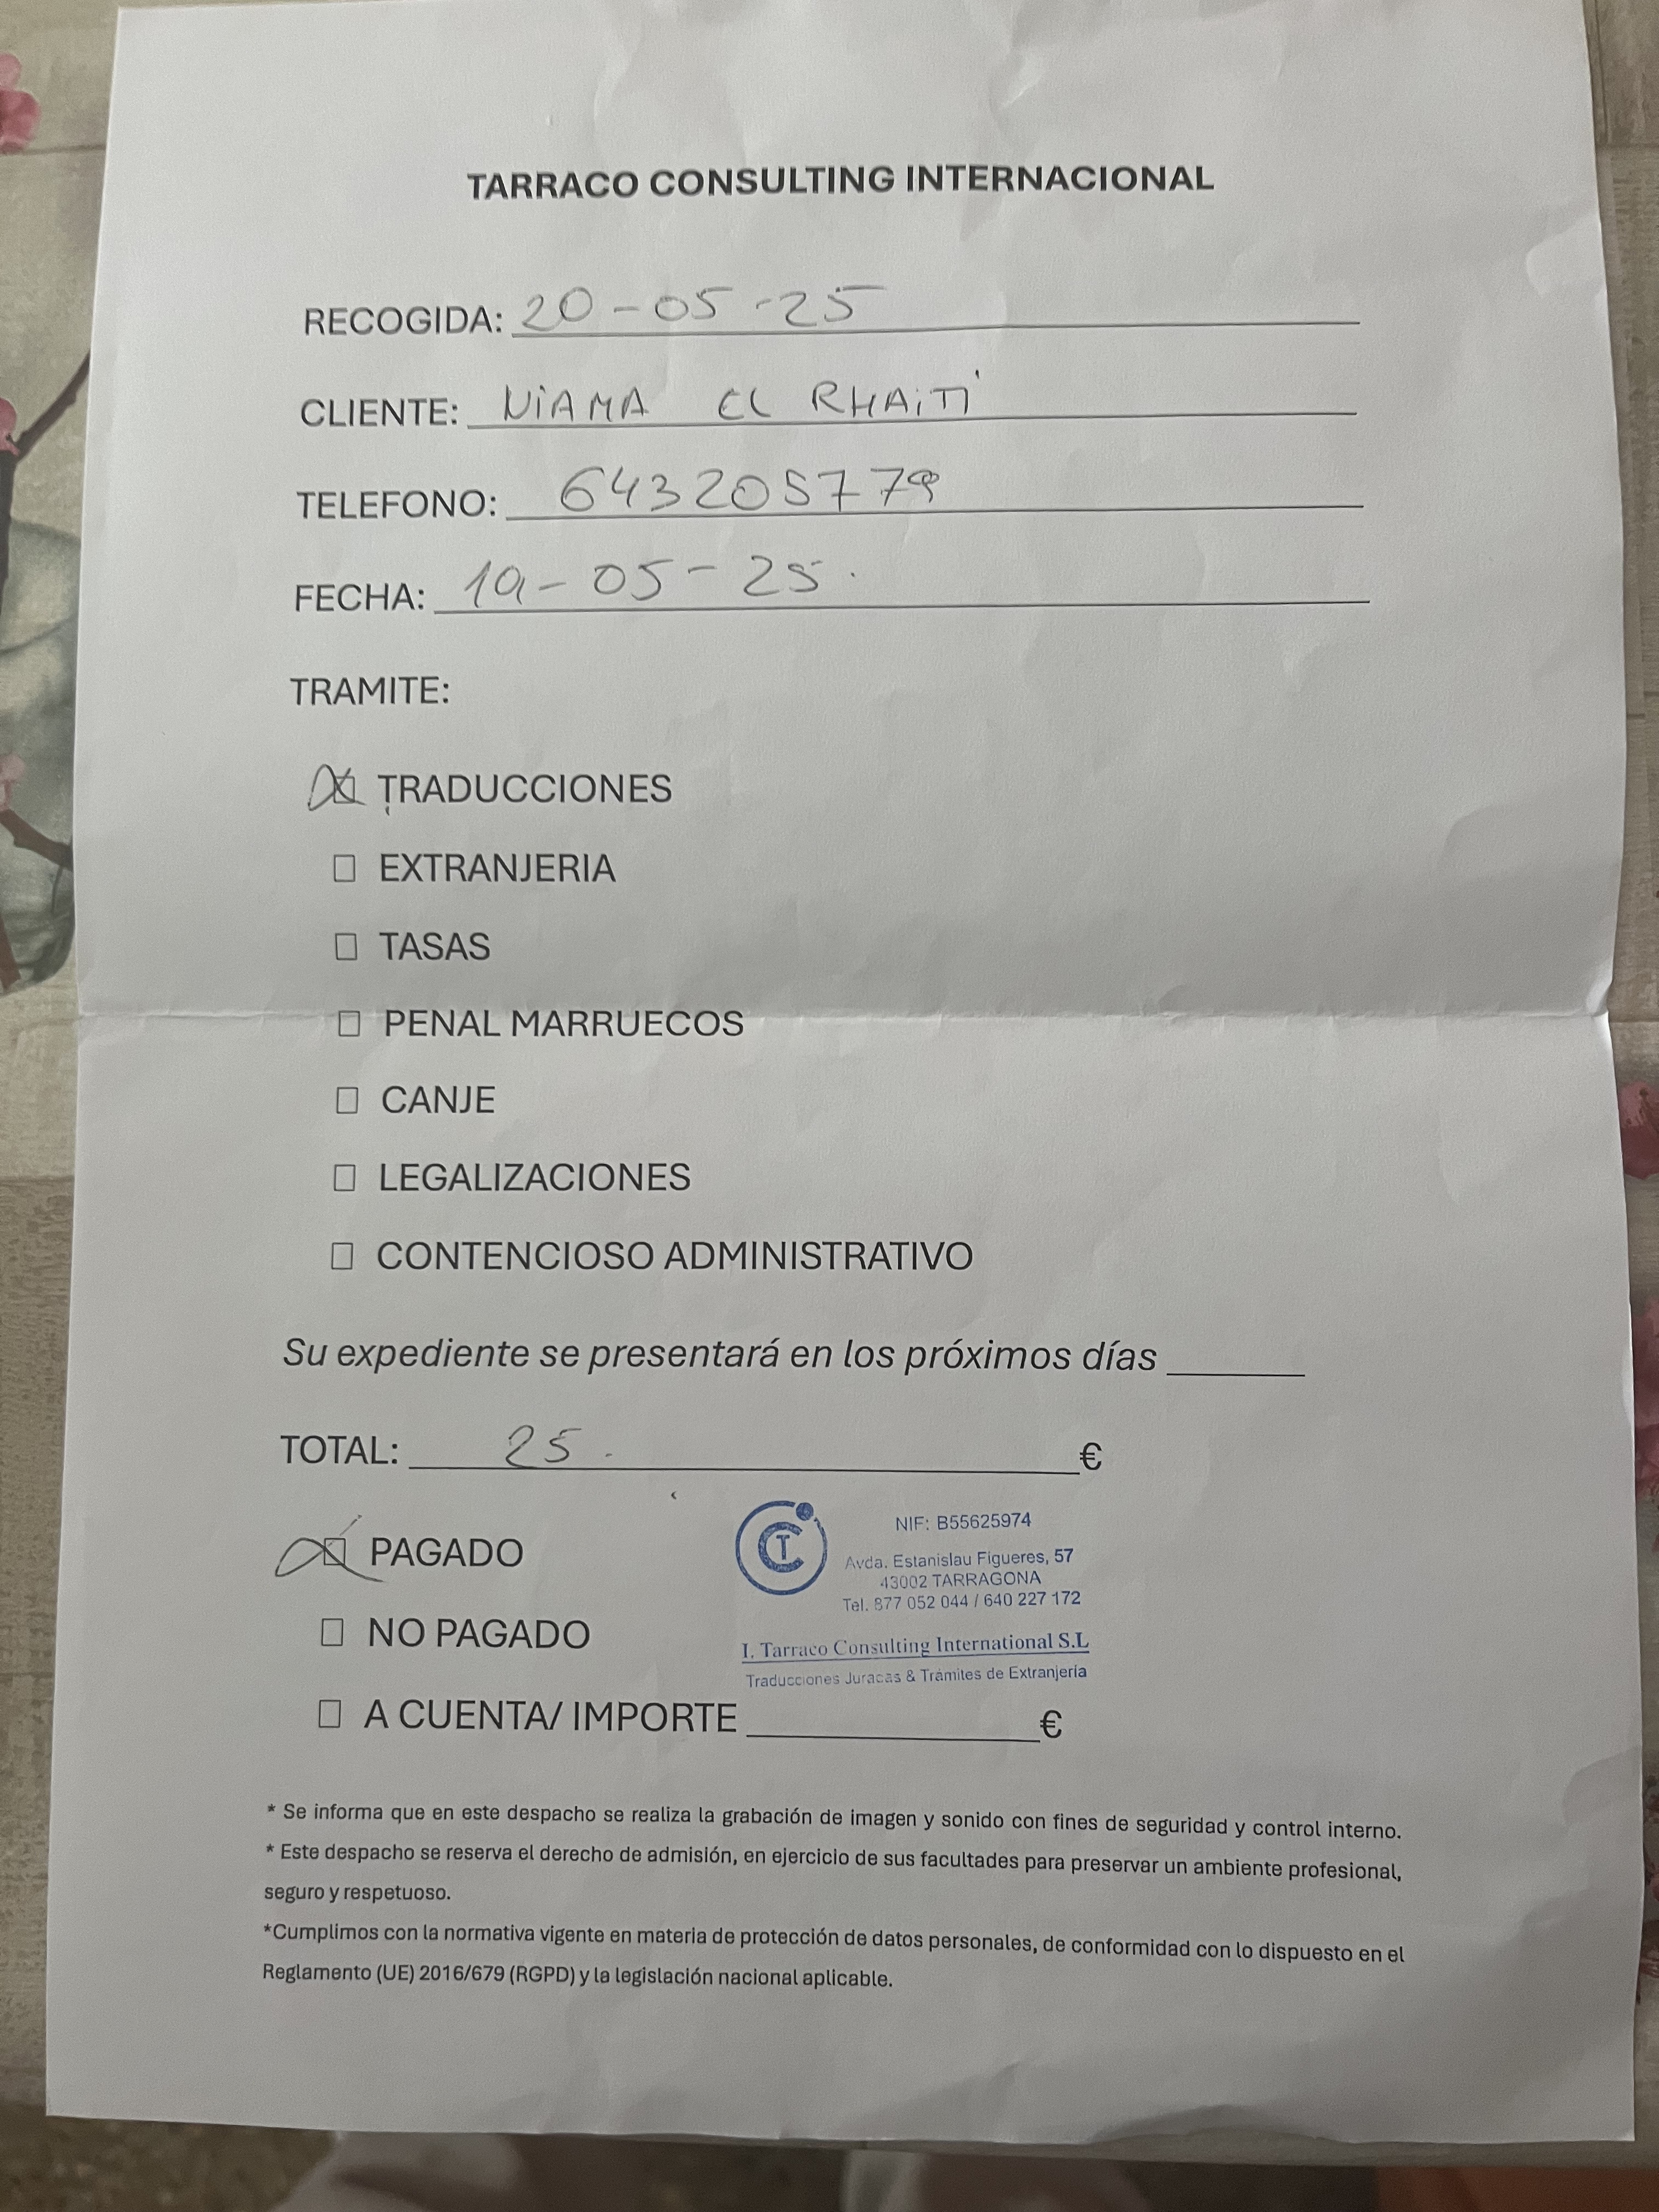 TARRACO CONSULTING INTERNACIONAL
RECOGIDA: 20-05-25
CLIENTE: NiAMA EL RHAiTi
TELEFONO: 643205779
FECHA: 19-05-25.
TRAMITE:
TRADUCCIONES
EXTRANJERIA
TASAS
PENAL MARRUECOS
CANJE
LEGALIZACIONES
CONTENCIOSO ADMINISTRATIVO
Su expediente se presentará en los próximos días
TOTAL: 25 €
PAGADO
NO PAGADO
A CUENTA/ IMPORTE €
CT
NIF: B55625974
Avda. Estanislau Figueres, 57
43002 TARRAGONA
Tel. 877 052 044 / 640 227 172
I. Tarraco Consulting International S.L
Traducciones Juracas & Trámites de Extranjería
* Se informa que en este despacho se realiza la grabación de imagen y sonido con fines de seguridad y control interno.
* Este despacho se reserva el derecho de admisión, en ejercicio de sus facultades para preservar un ambiente profesional,
seguro y respetuoso.
*Cumplimos con la normativa vigente en materia de protección de datos personales, de conformidad con lo dispuesto en el
Reglamento (UE) 2016/679 (RGPD) y la legislación nacional aplicable.